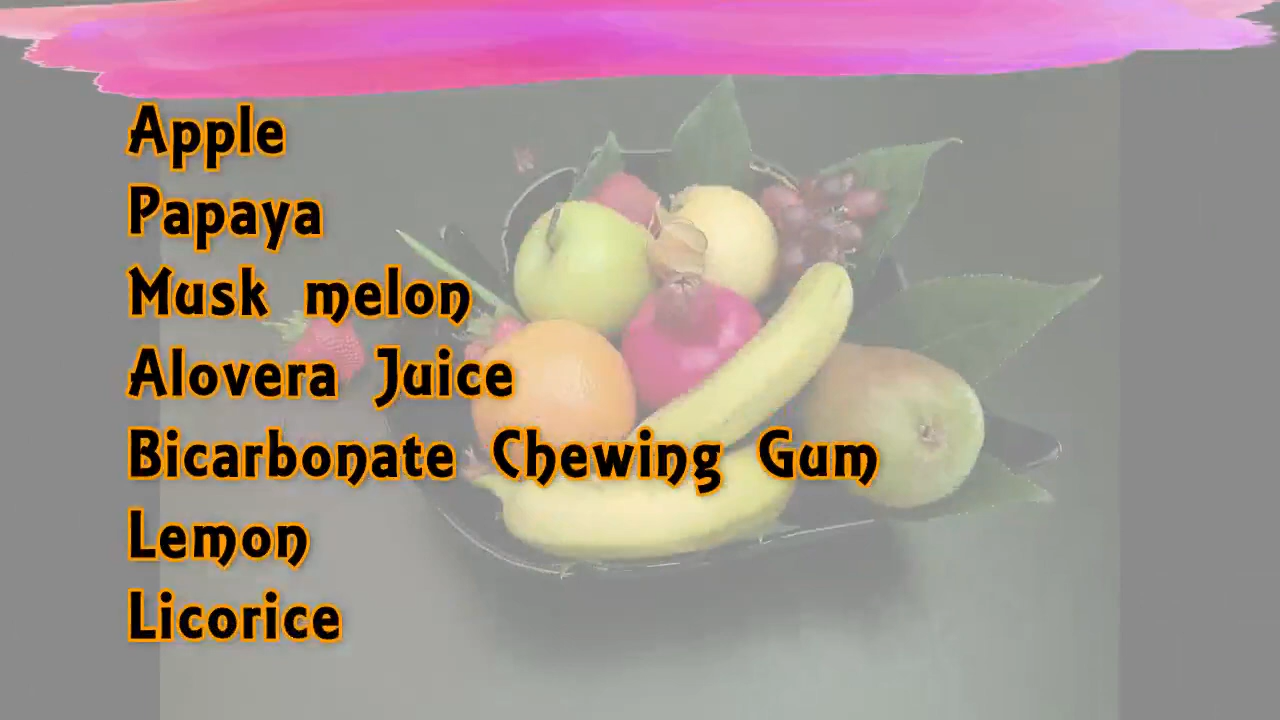 Apple
Papaya
Musk melon
Alovera Juice
Bicarbonate Chewing Gum
Lemon
Licorice